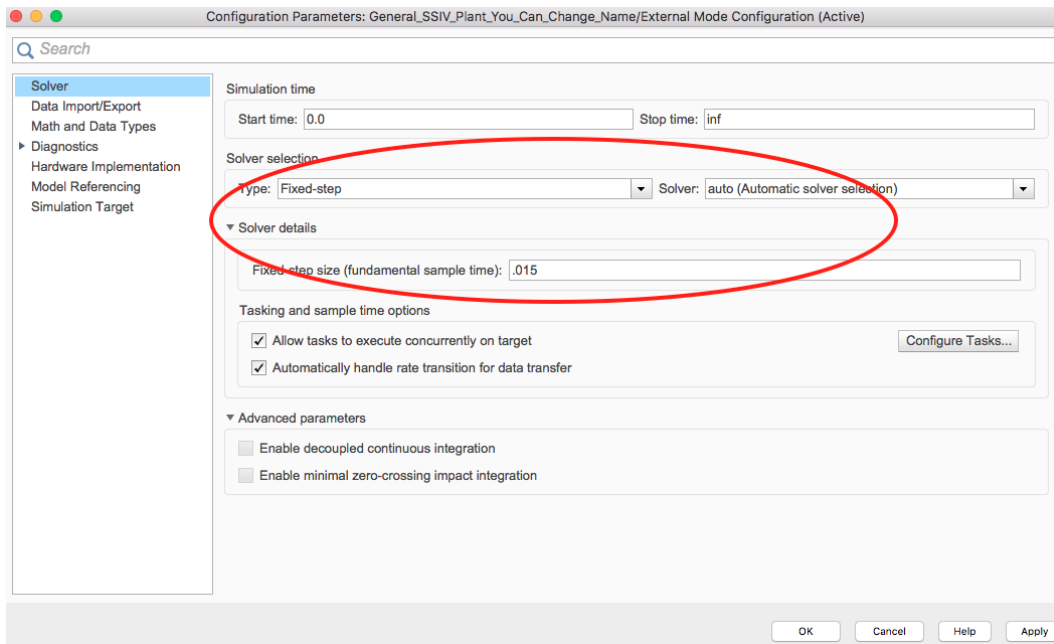 Configuration Parameters: General_SSIV_Plant_You_Can_Change_Name/External Mode Configuration (Active)
Search
Solver
Data Import/Export
Math and Data Types
Diagnostics
Hardware Implementation
Model Referencing
Simulation Target
Simulation time
Start time: 0.0 Stop time: inf
Solver selection
Type: Fixed-step Solver: auto (Automatic solver selection)
Solver details
Fixed-step size (fundamental sample time): .015
Tasking and sample time options
Allow tasks to execute concurrently on target Configure Tasks...
Automatically handle rate transition for data transfer
Advanced parameters
Enable decoupled continuous integration
Enable minimal zero-crossing impact integration
OK Cancel Help Apply